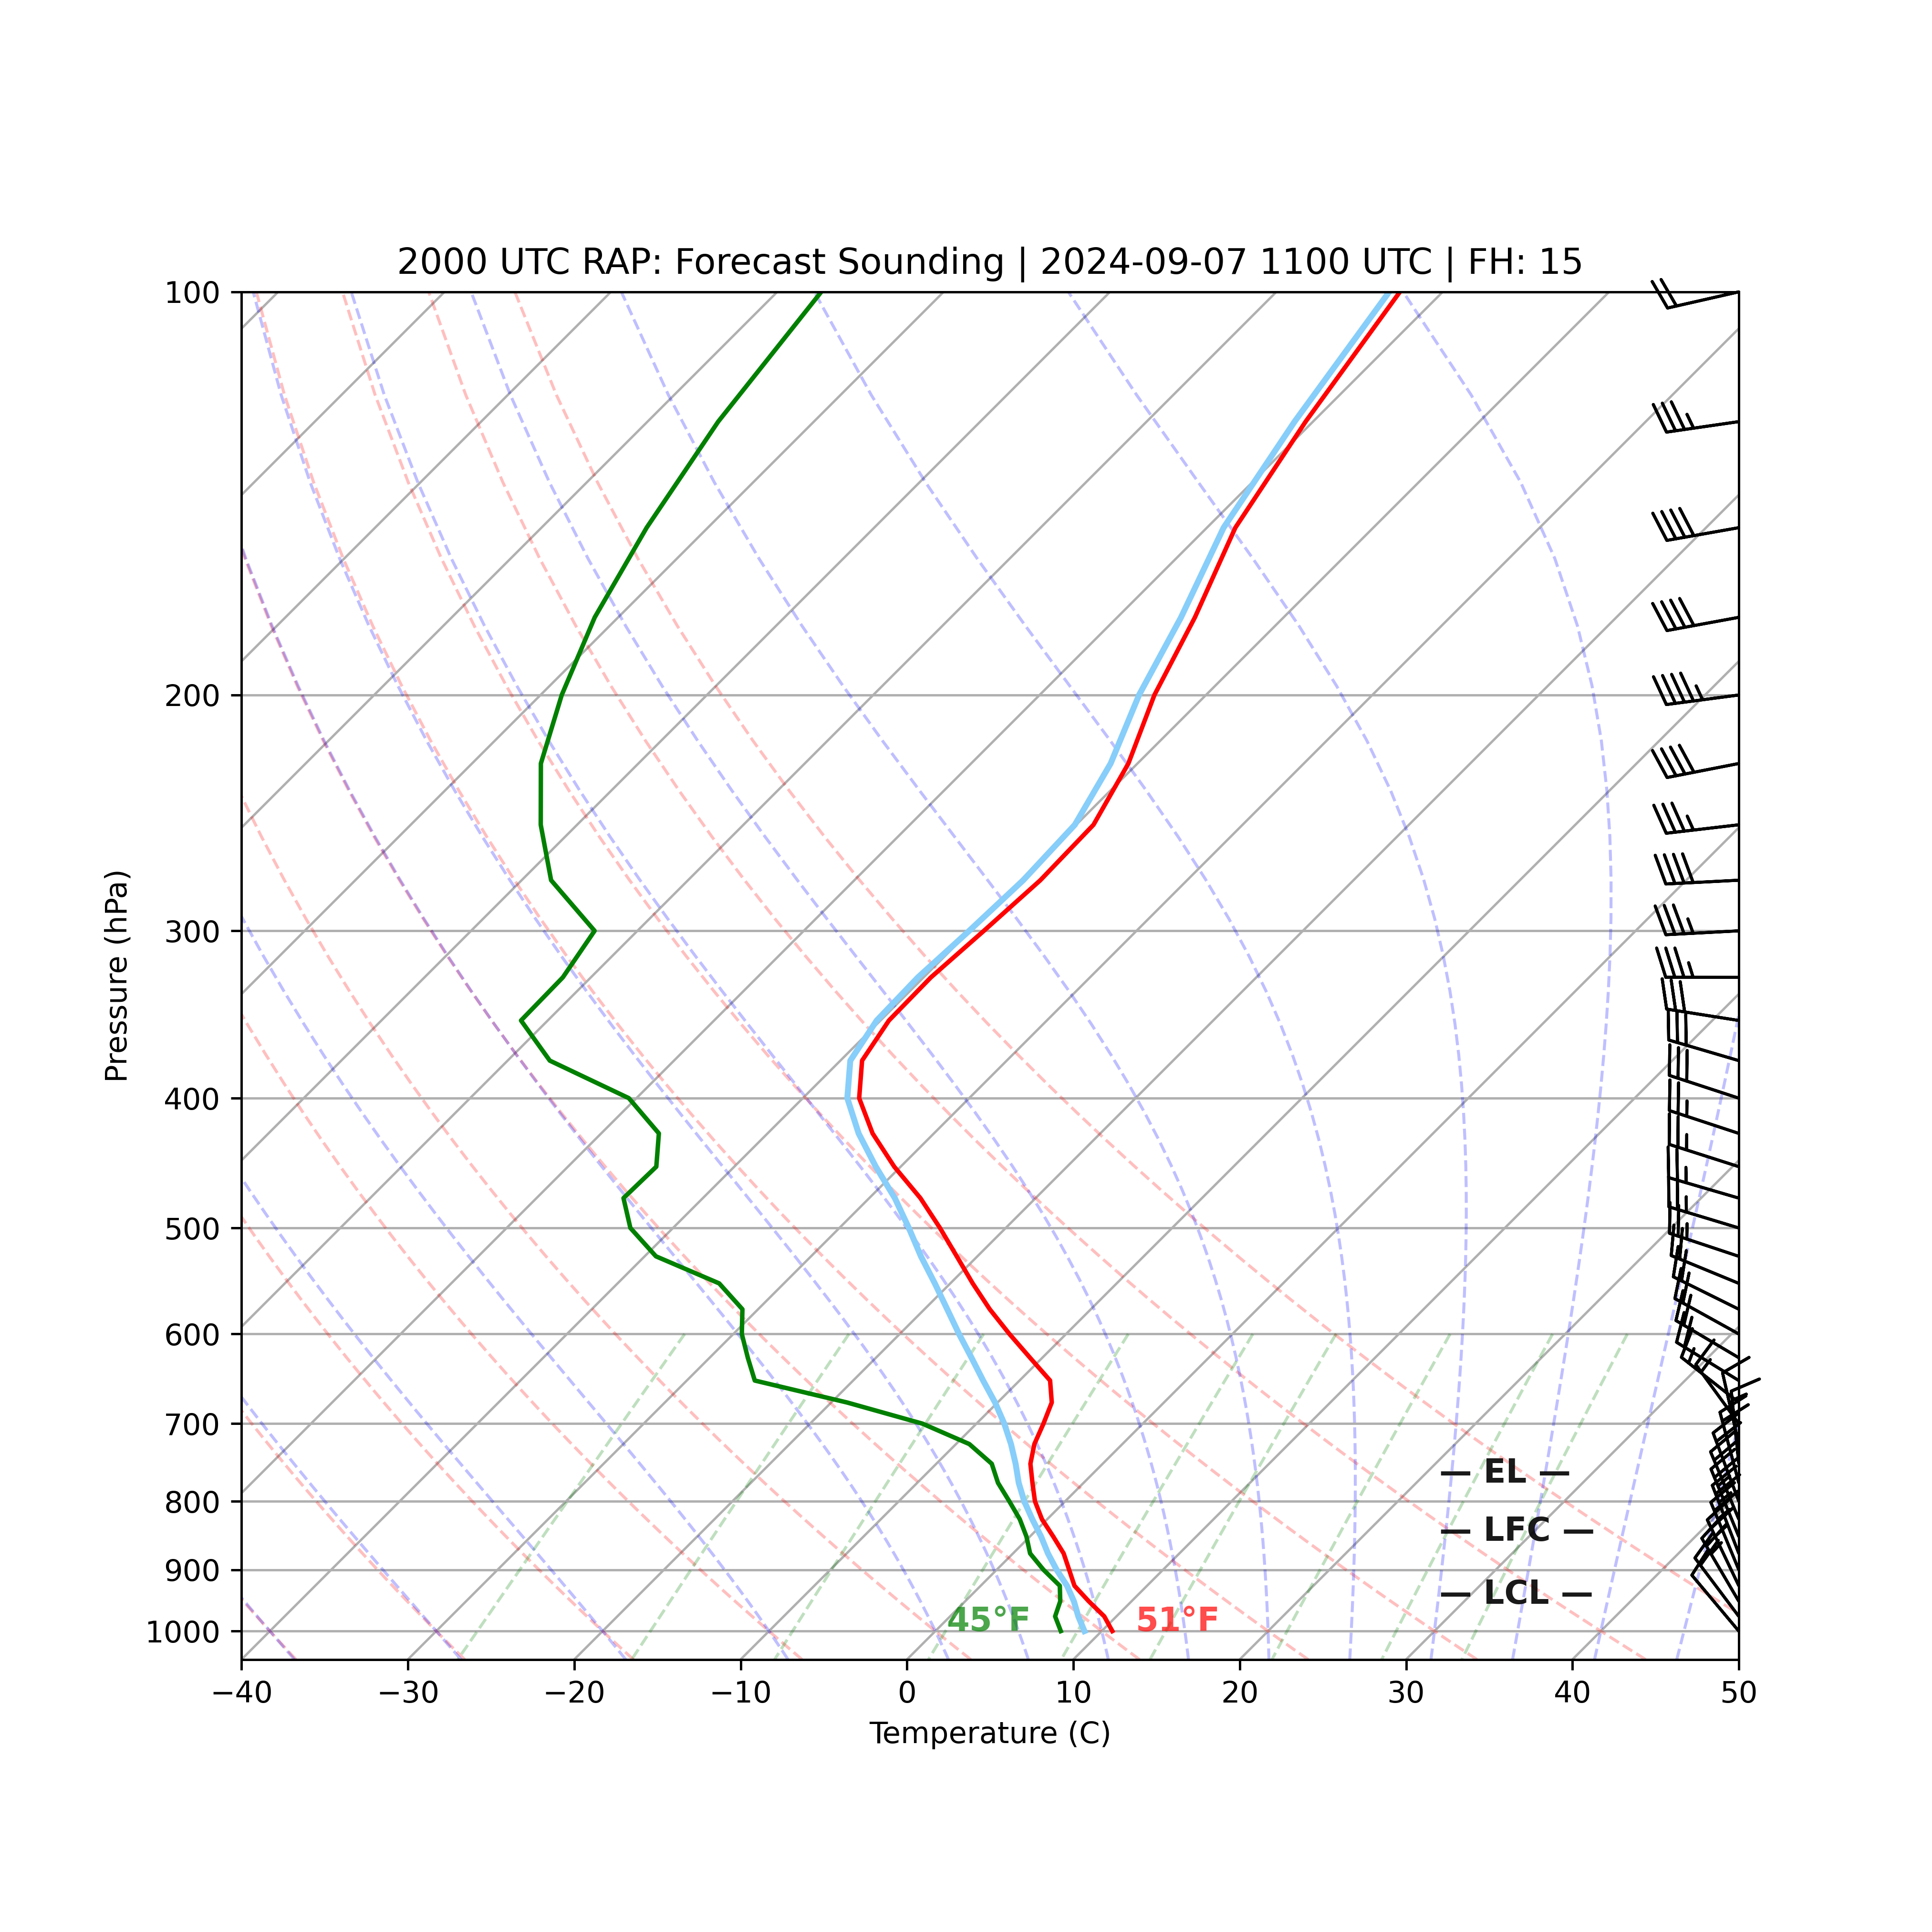 2000 UTC RAP: Forecast Sounding | 2024-09-07 1100 UTC | FH: 15
100
200
300
400
500
600
700
800
900
1000
Pressure (hPa)
— EL —
— LFC —
— LCL —
45°F
51°F
−40
−30
−20
−10
0
10
20
30
40
50
Temperature (C)